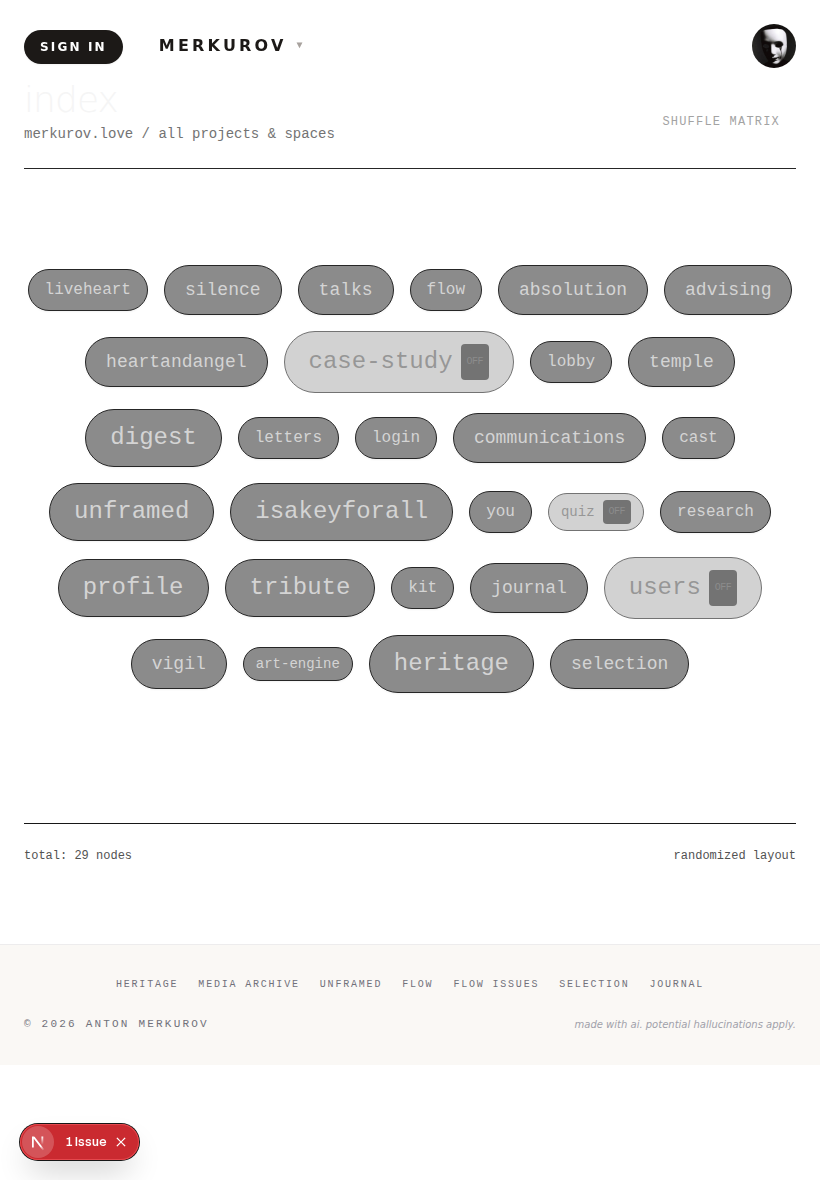 SIGN IN MERKUROV ▼
index
merkurov.love / all projects & spaces
SHUFFLE MATRIX
liveheart silence talks flow absolution advising
heartandangel case-study OFF lobby temple
digest letters login communications cast
unframed isakeyforall you quiz OFF research
profile tribute kit journal users OFF
vigil art-engine heritage selection
total: 29 nodes randomized layout
HERITAGE MEDIA ARCHIVE UNFRAMED FLOW FLOW ISSUES SELECTION JOURNAL
© 2026 ANTON MERKUROV made with ai. potential hallucinations apply.
N 1 Issue